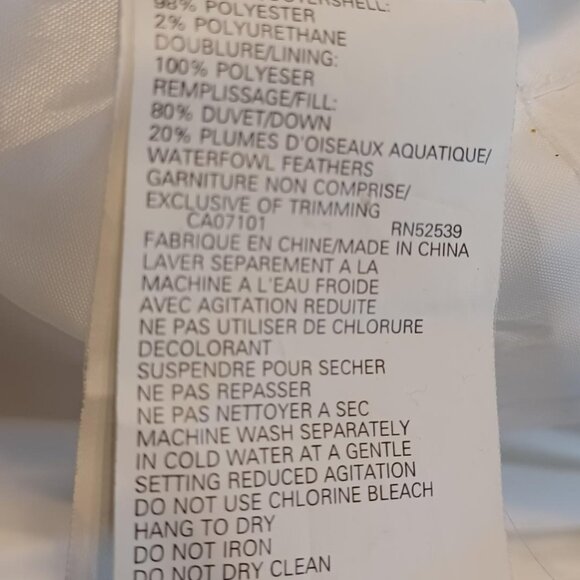 OUTERSHELL:
98% POLYESTER
2% POLYURETHANE
DOUBLURE/LINING:
100% POLYESER
REMPLISSAGE/FILL:
80% DUVET/DOWN
20% PLUMES D'OISEAUX AQUATIQUE/
WATERFOWL FEATHERS
GARNITURE NON COMPRISE/
EXCLUSIVE OF TRIMMING
CA07101 RN52539
FABRIQUE EN CHINE/MADE IN CHINA
LAVER SEPAREMENT A LA
MACHINE A L'EAU FROIDE
AVEC AGITATION REDUITE
NE PAS UTILISER DE CHLORURE
DECOLORANT
SUSPENDRE POUR SECHER
NE PAS REPASSER
NE PAS NETTOYER A SEC
MACHINE WASH SEPARATELY
IN COLD WATER AT A GENTLE
SETTING REDUCED AGITATION
DO NOT USE CHLORINE BLEACH
HANG TO DRY
DO NOT IRON
DO NOT DRY CLEAN